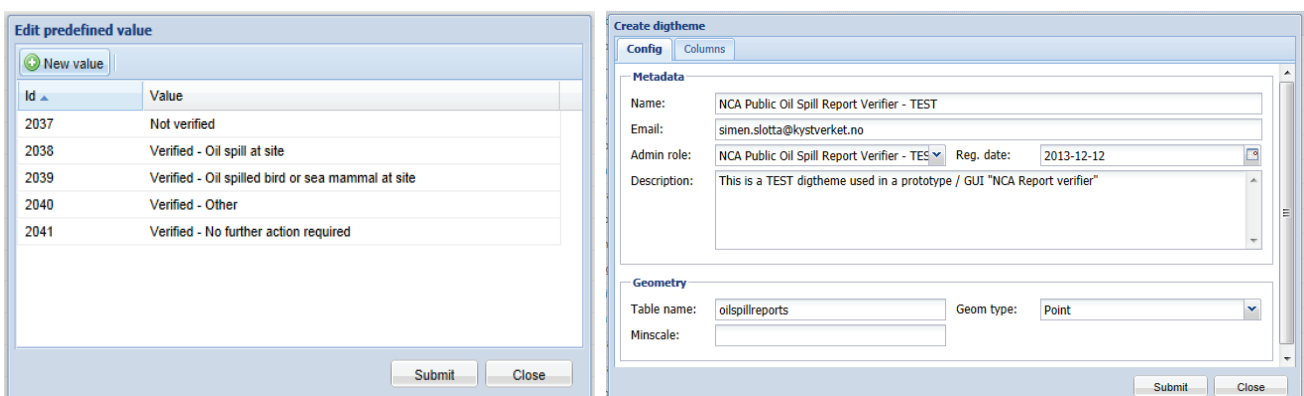 Edit predefined value
New value
Id Value
2037 Not verified
2038 Verified - Oil spill at site
2039 Verified - Oil spilled bird or sea mammal at site
2040 Verified - Other
2041 Verified - No further action required
Submit Close
Create digtheme
Config Columns
Metadata
Name: NCA Public Oil Spill Report Verifier - TEST
Email: simen.slotta@kystverket.no
Admin role: NCA Public Oil Spill Report Verifier - TES Reg. date: 2013-12-12
Description: This is a TEST digtheme used in a prototype / GUI "NCA Report verifier"
Geometry
Table name: oilspillreports Geom type: Point
Minscale:
Submit Close